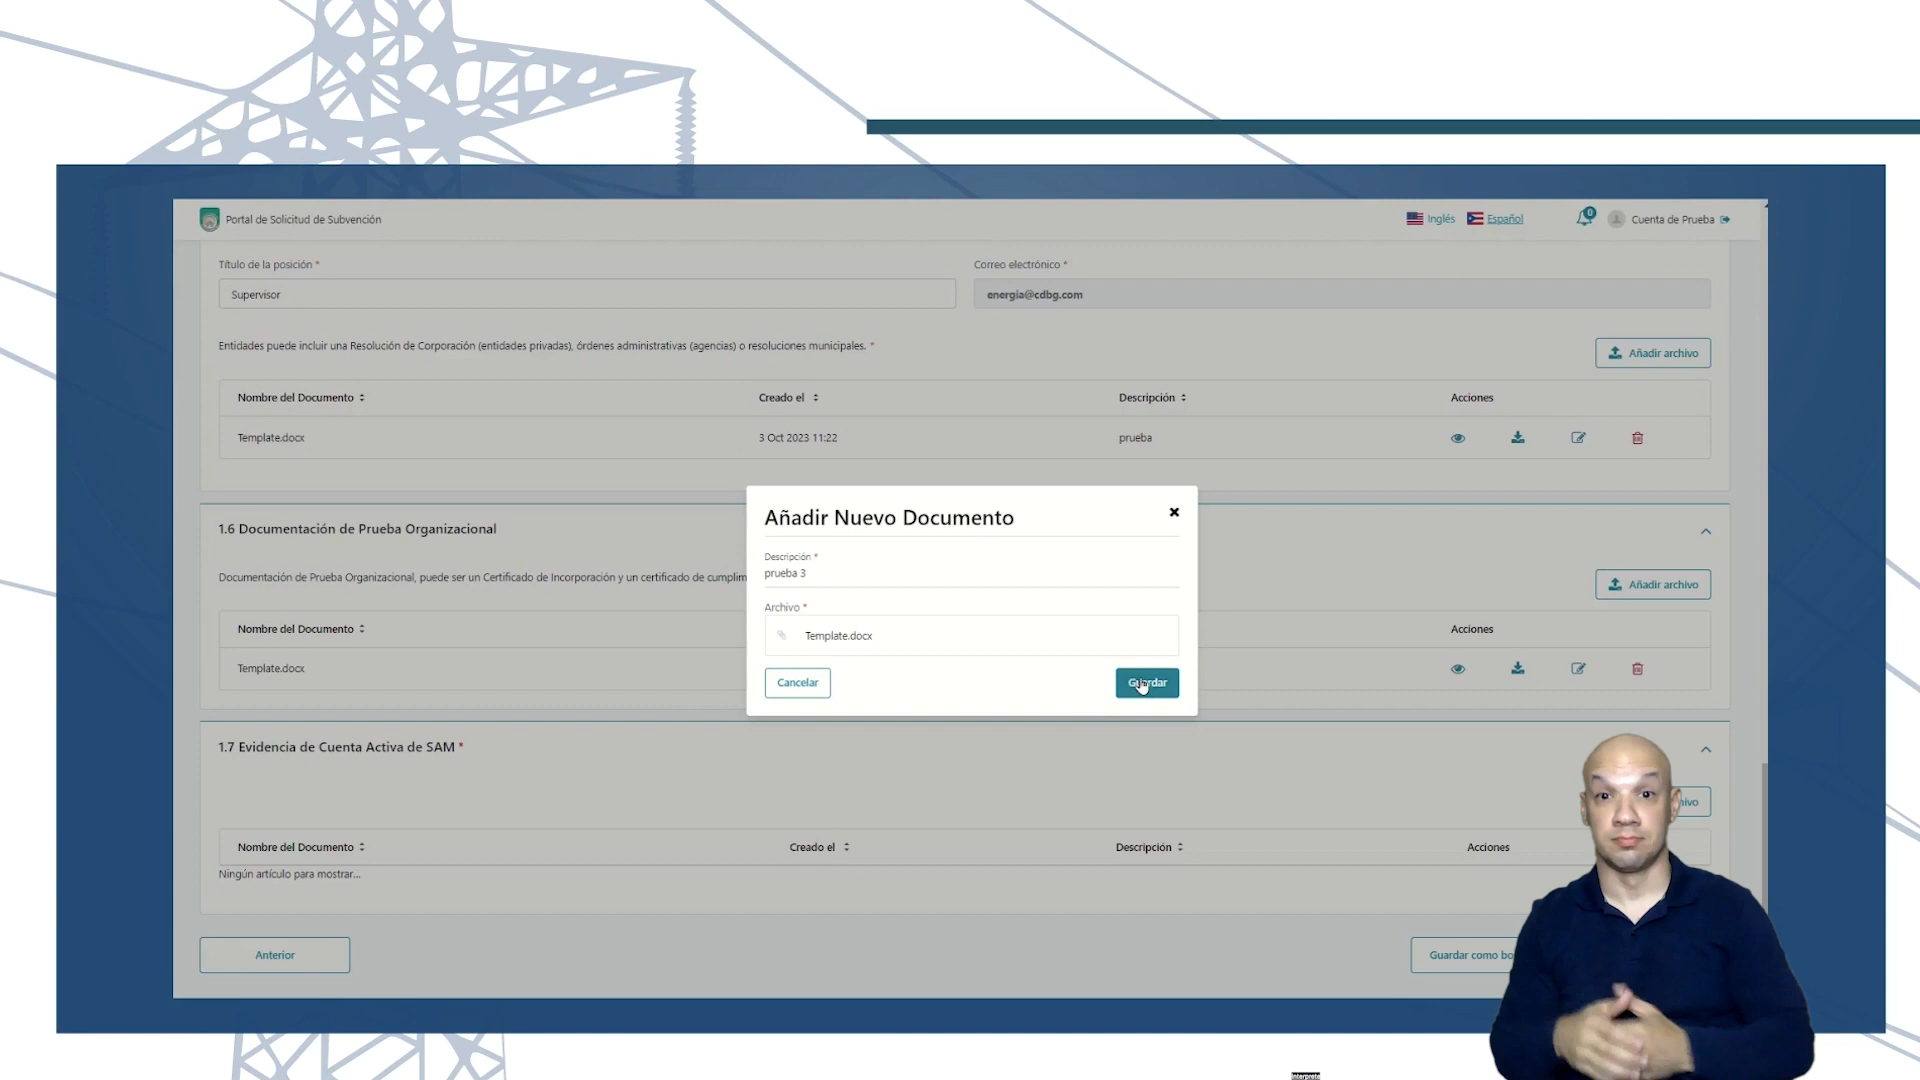 Portal de Solicitud de Subvención
Inglés Español 0 Cuenta de Prueba
Título de la posición * Correo electrónico *
Supervisor energia@cdbg.com
Entidades puede incluir una Resolución de Corporación (entidades privadas), órdenes administrativas (agencias) o resoluciones municipales. *
Añadir archivo
Nombre del Documento Creado el Descripción Acciones
Template.docx 3 Oct 2023 11:22 prueba
1.6 Documentación de Prueba Organizacional
Documentación de Prueba Organizacional, puede ser un Certificado de Incorporación y un certificado de
Añadir archivo
Nombre del Documento Acciones
Template.docx
Añadir Nuevo Documento
Descripción *
prueba 3
Archivo *
Template.docx
Cancelar Guardar
1.7 Evidencia de Cuenta Activa de SAM *
Nombre del Documento Creado el Descripción Acciones
Ningún artículo para mostrar...
Anterior Guardar como
Interprete